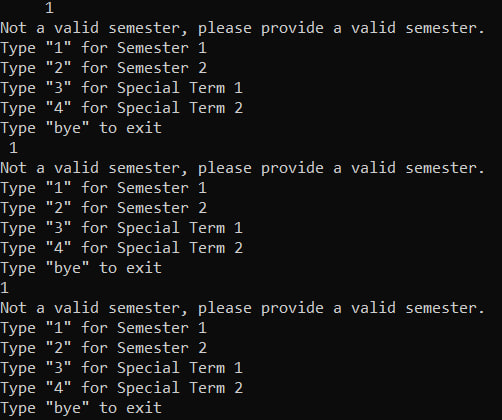 1
Not a valid semester, please provide a valid semester.
Type "1" for Semester 1
Type "2" for Semester 2
Type "3" for Special Term 1
Type "4" for Special Term 2
Type "bye" to exit
 1
Not a valid semester, please provide a valid semester.
Type "1" for Semester 1
Type "2" for Semester 2
Type "3" for Special Term 1
Type "4" for Special Term 2
Type "bye" to exit
1
Not a valid semester, please provide a valid semester.
Type "1" for Semester 1
Type "2" for Semester 2
Type "3" for Special Term 1
Type "4" for Special Term 2
Type "bye" to exit